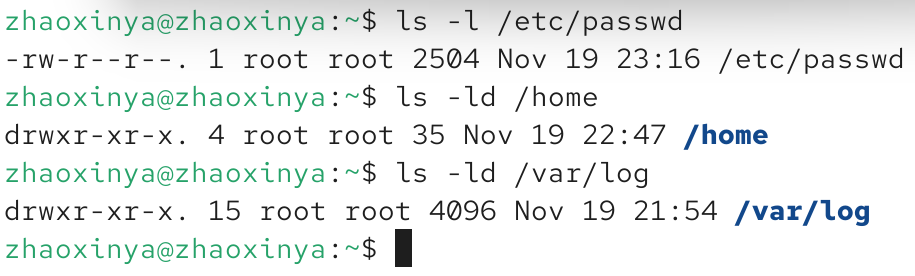 zhaoxinya@zhaoxinya:~$ ls -l /etc/passwd
-rw-r--r--. 1 root root 2504 Nov 19 23:16 /etc/passwd
zhaoxinya@zhaoxinya:~$ ls -ld /home
drwxr-xr-x. 4 root root 35 Nov 19 22:47 /home
zhaoxinya@zhaoxinya:~$ ls -ld /var/log
drwxr-xr-x. 15 root root 4096 Nov 19 21:54 /var/log
zhaoxinya@zhaoxinya:~$